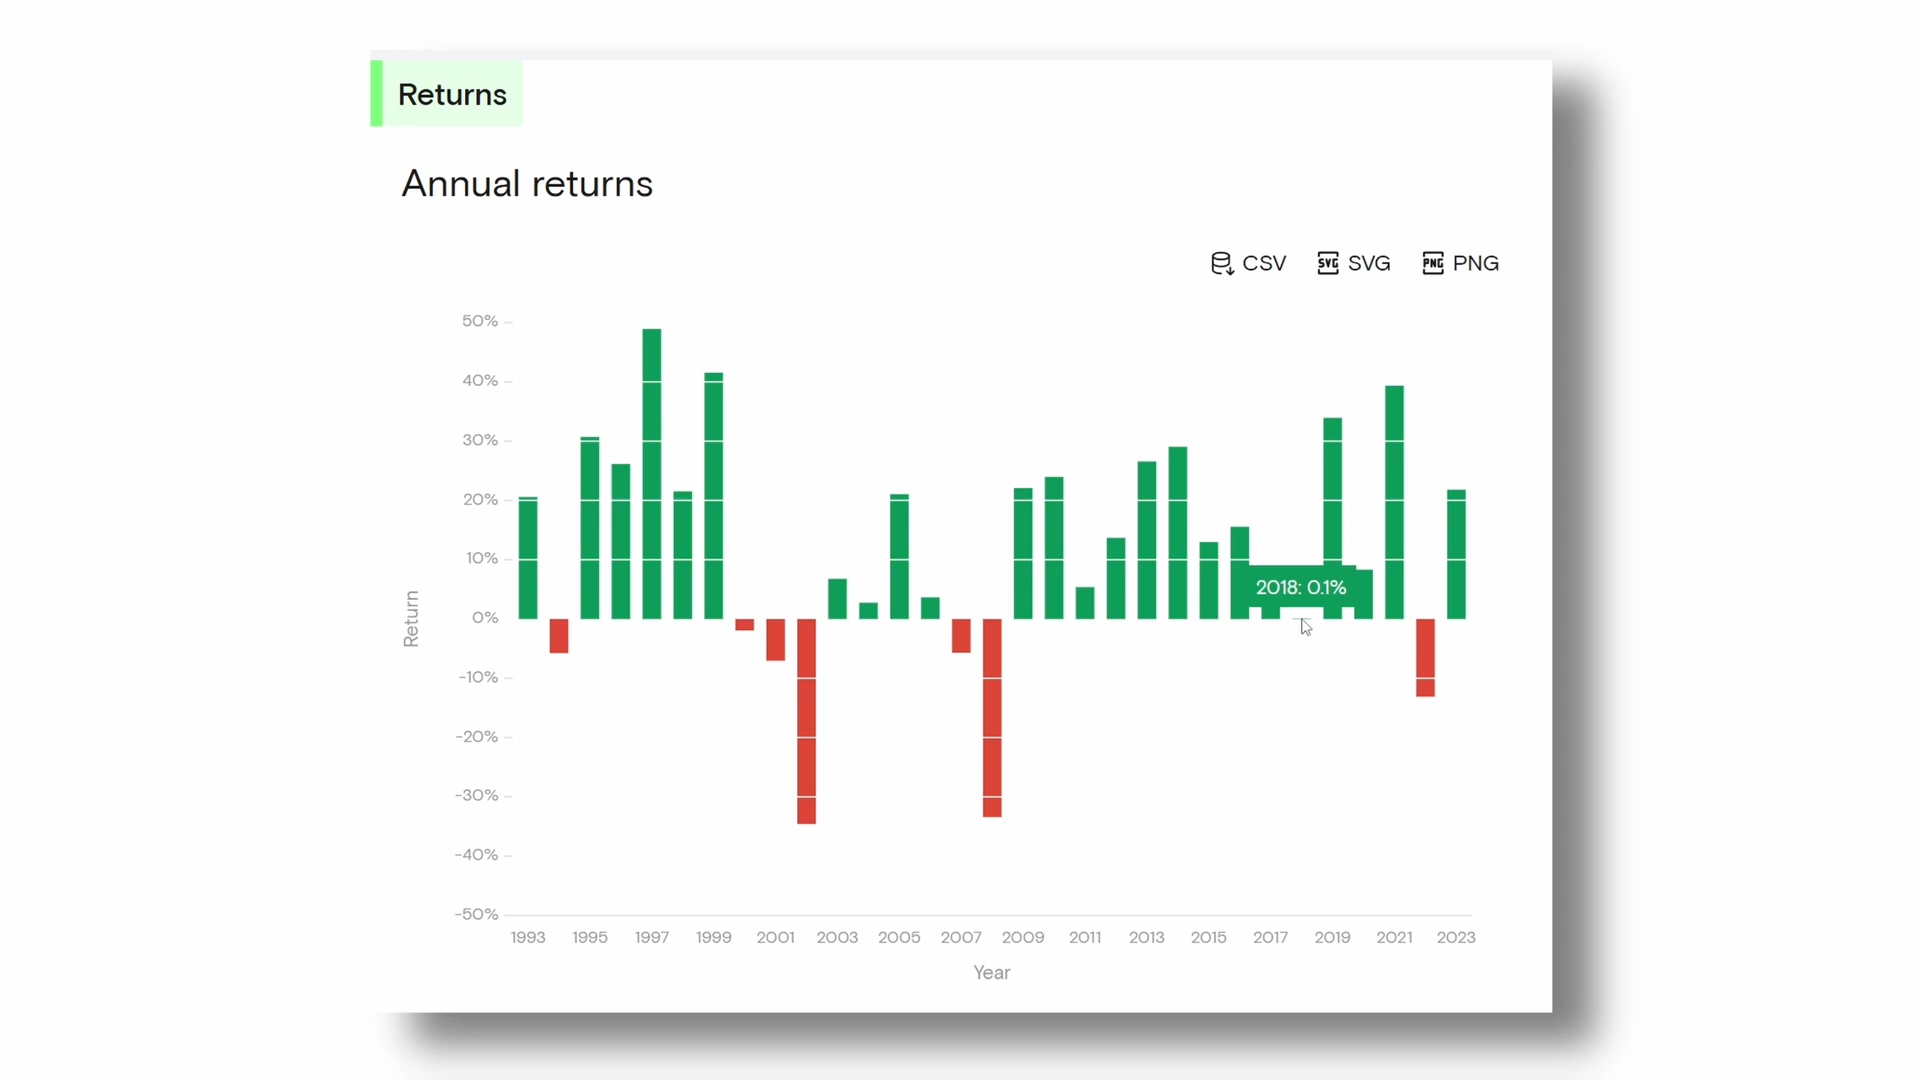 Returns
Annual returns
CSV SVG SVG PNG PNG
50%
40%
30%
20%
10%
0%
-10%
-20%
-30%
-40%
-50%
Return
2018: 0.1%
1993 1995 1997 1999 2001 2003 2005 2007 2009 2011 2013 2015 2017 2019 2021 2023
Year